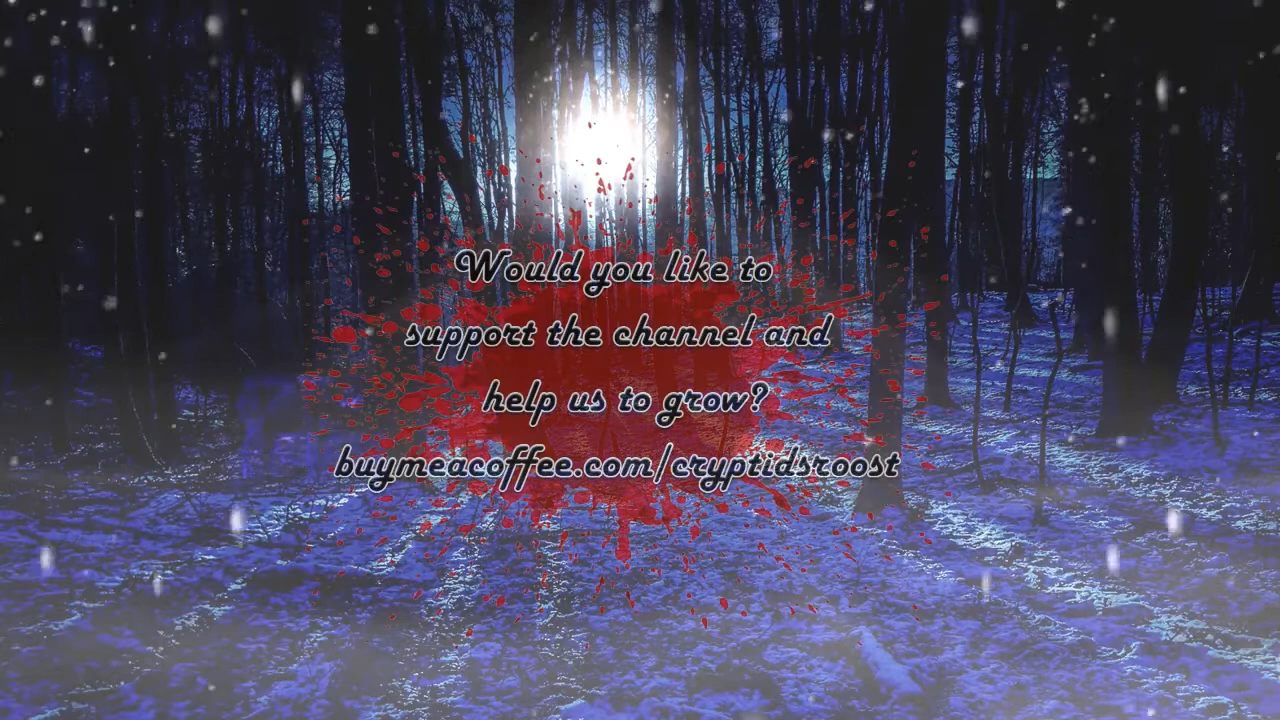 Would you like to
support the channel and
help us to grow?
buymeacoffee.com/cryptidsroost